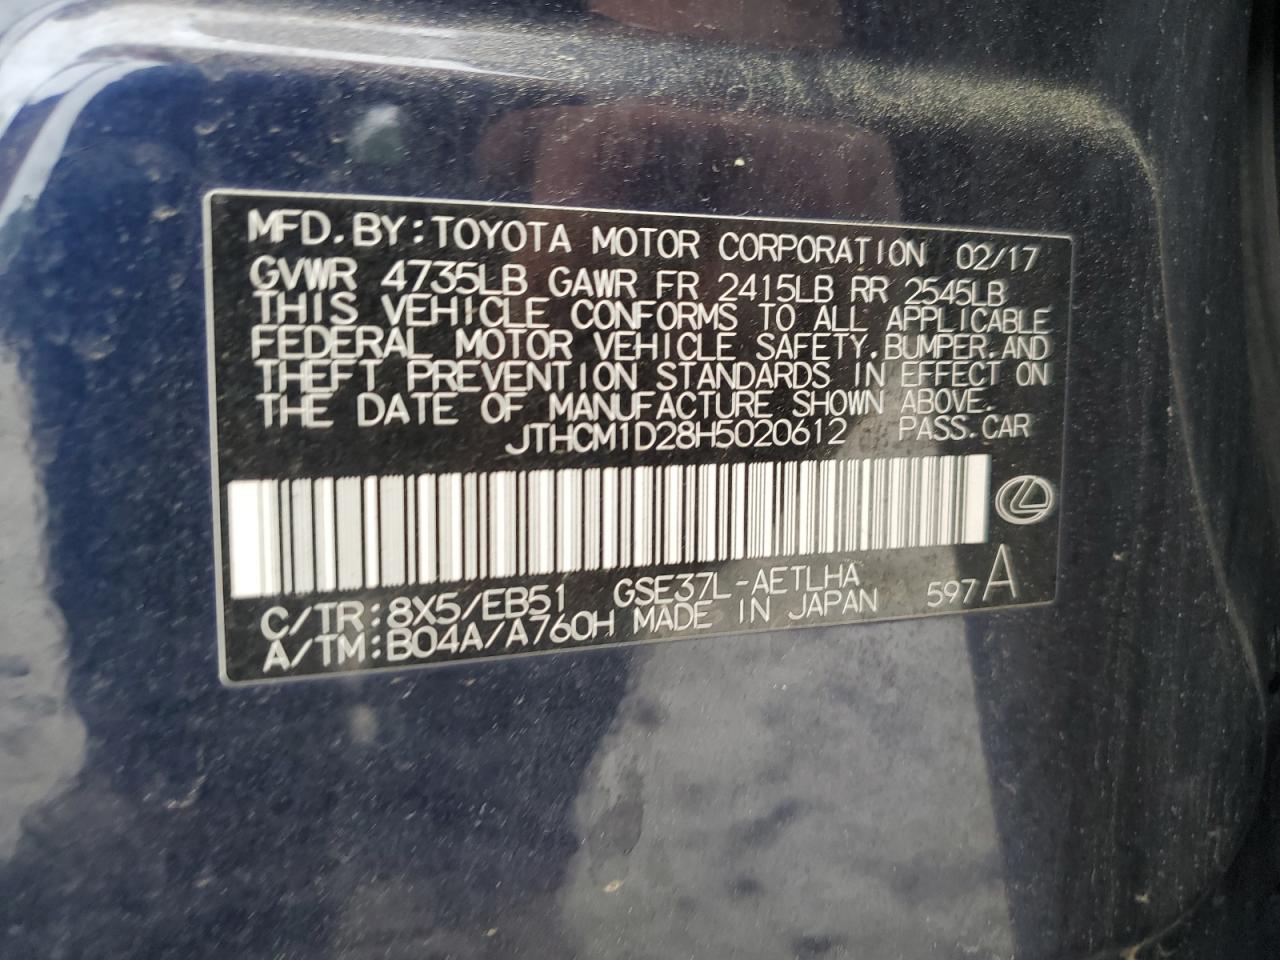 MFD.BY:TOYOTA MOTOR CORPORATION 02/17
GVWR 4735LB GAWR FR 2415LB RR 2545LB
THIS VEHICLE CONFORMS TO ALL APPLICABLE
FEDERAL MOTOR VEHICLE SAFETY.BUMPER.AND
THEFT PREVENTION STANDARDS IN EFFECT ON
THE DATE OF MANUFACTURE SHOWN ABOVE.
JTHCM1D28H5020612 PASS.CAR
C/TR:8X5/EB51 GSE37L-AETLHA
A/TM:B04A/A760H MADE IN JAPAN 597 A